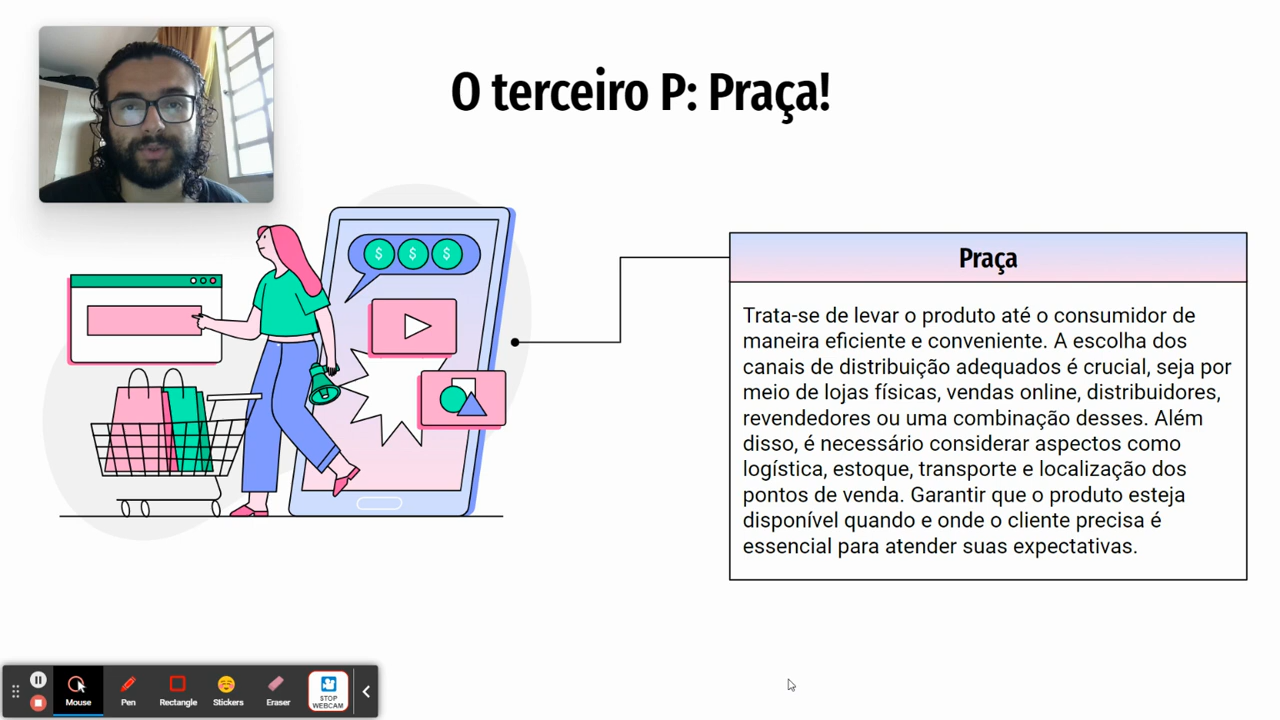 O terceiro P: Praça!
$ $ $
Praça
Trata-se de levar o produto até o consumidor de
maneira eficiente e conveniente. A escolha dos
canais de distribuição adequados é crucial, seja por
meio de lojas físicas, vendas online, distribuidores,
revendedores ou uma combinação desses. Além
disso, é necessário considerar aspectos como
logística, estoque, transporte e localização dos
pontos de venda. Garantir que o produto esteja
disponível quando e onde o cliente precisa é
essencial para atender suas expectativas.
Mouse
Pen
Rectangle
Stickers
Eraser
STOP
WEBCAM